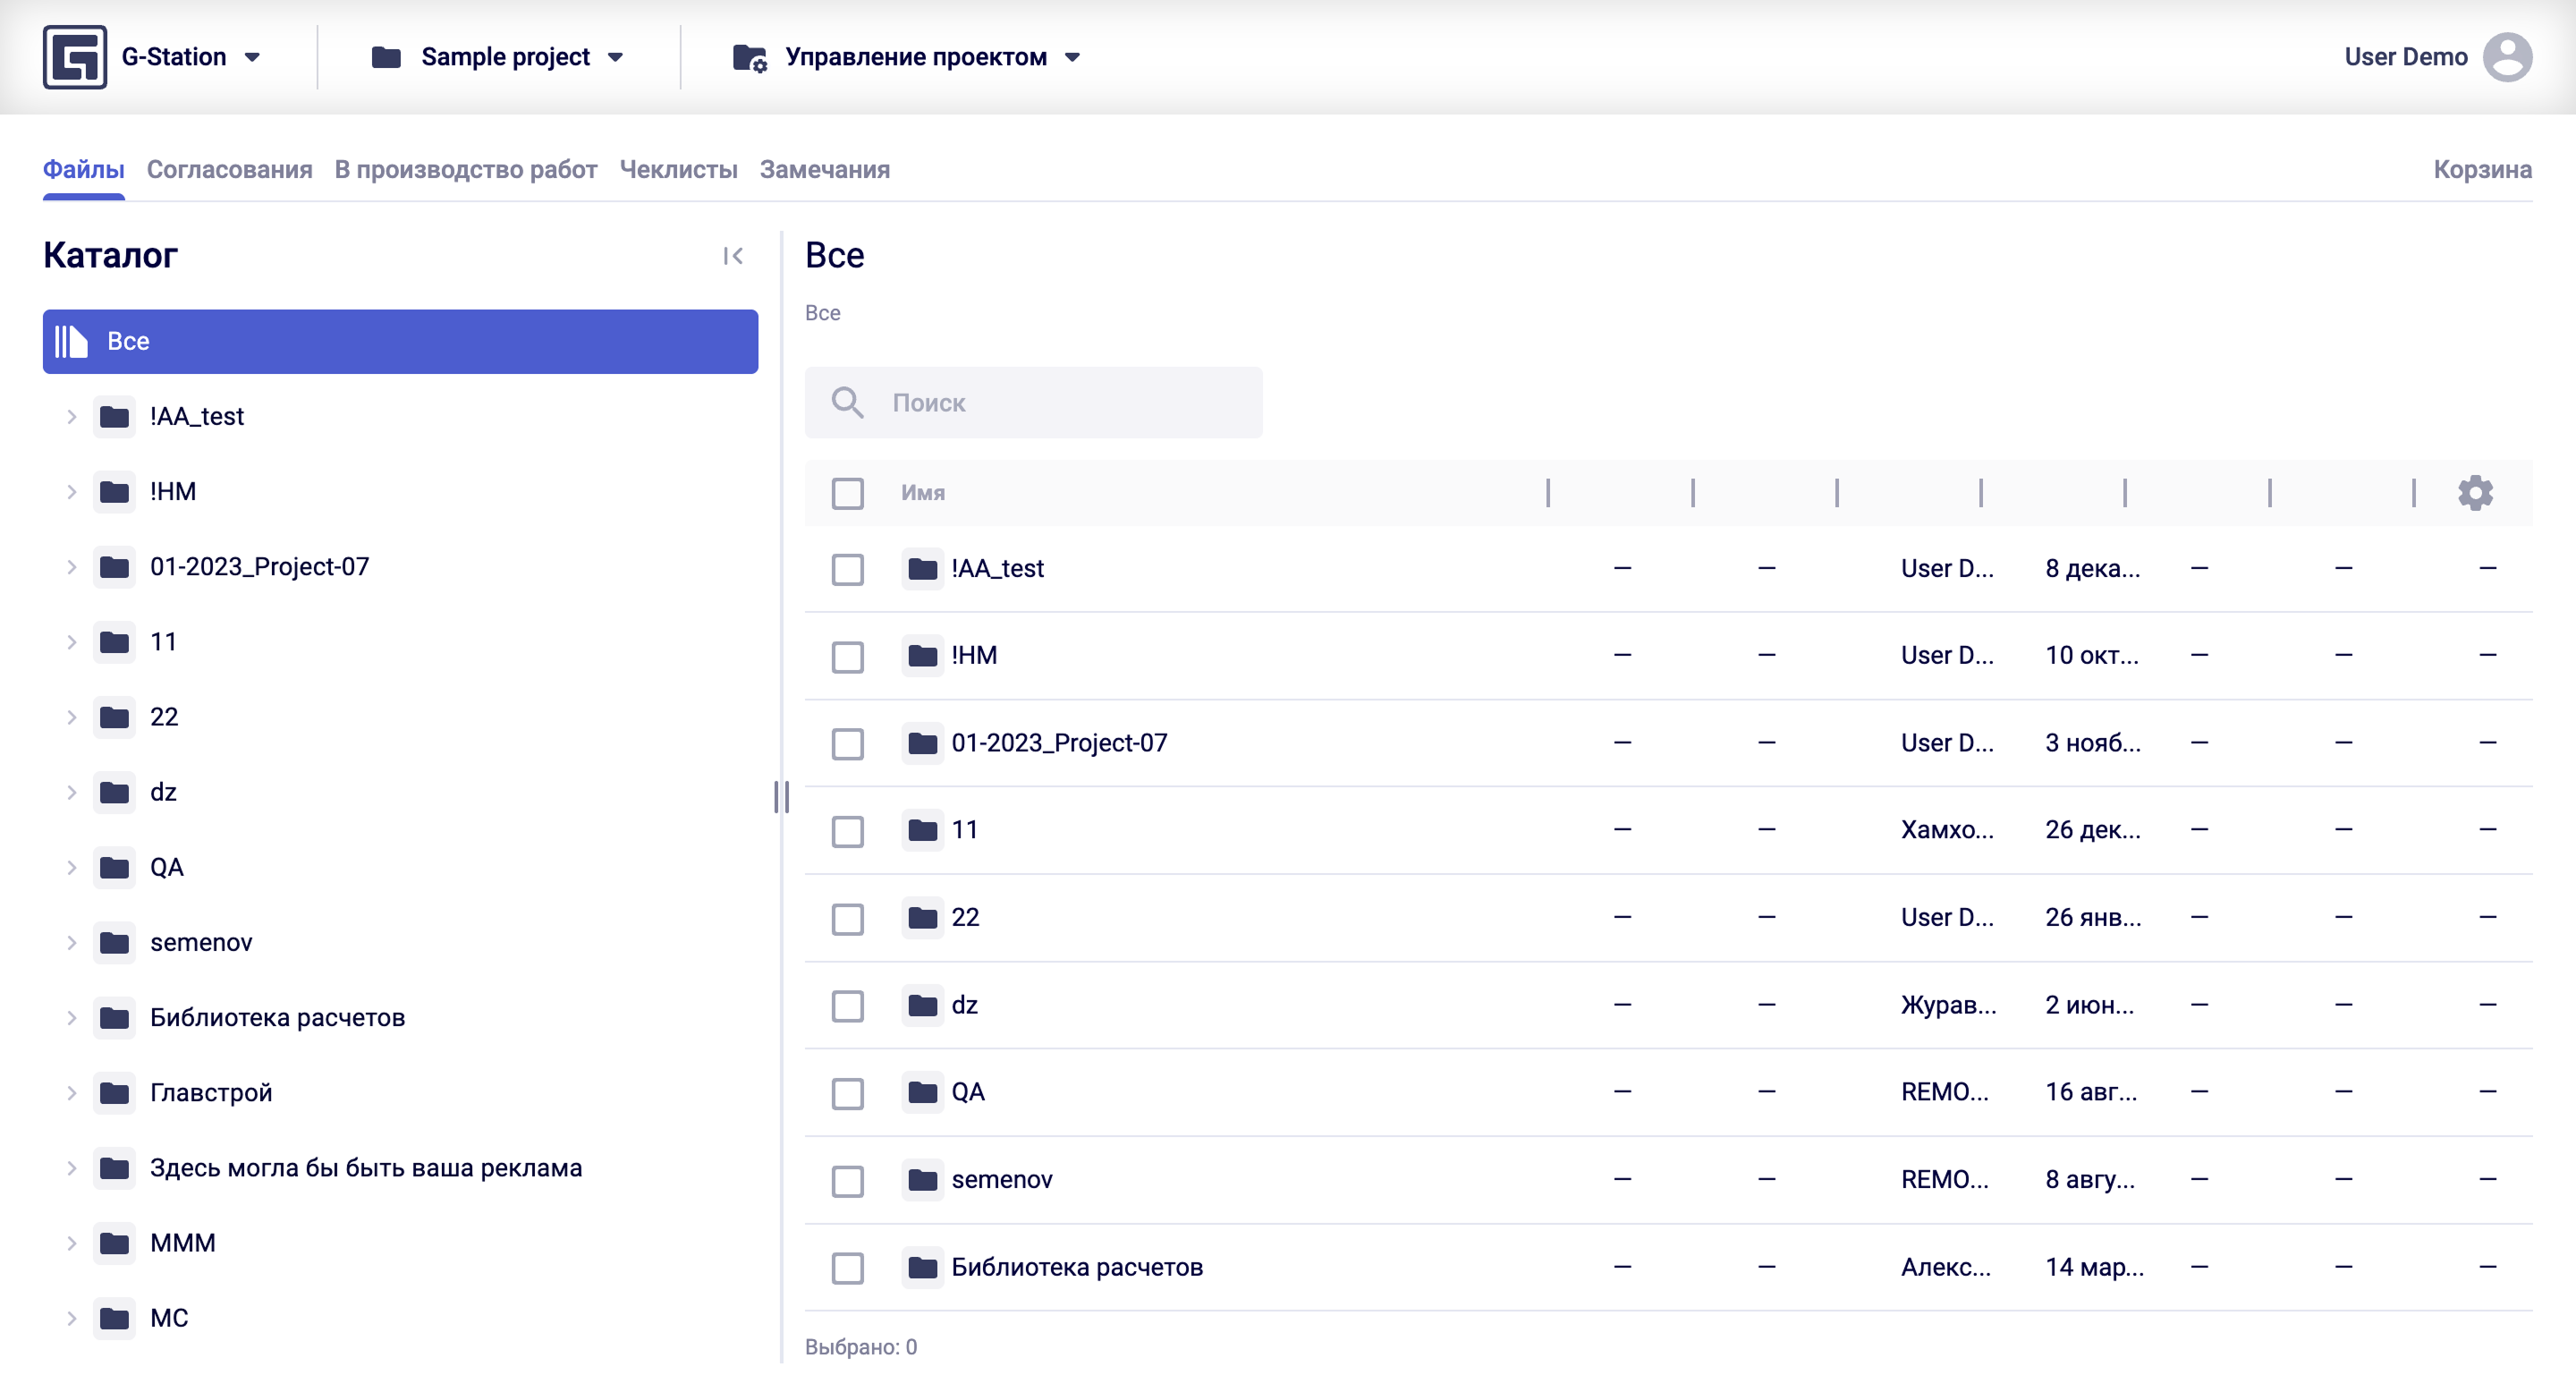 G-Station Sample project Управление проектом User Demo
Файлы Согласования В производство работ Чеклисты Замечания Корзина
Каталог
Все
!AA_test
!НМ
01-2023_Project-07
11
22
dz
QA
semenov
Библиотека расчетов
Главстрой
Здесь могла бы быть ваша реклама
МММ
МС
Все
Все
Поиск
Имя
!AA_test — — User D... 8 дека... — — —
!НМ — — User D... 10 окт... — — —
01-2023_Project-07 — — User D... 3 нояб... — — —
11 — — Хамхо... 26 дек... — — —
22 — — User D... 26 янв... — — —
dz — — Журав... 2 июн... — — —
QA — — REMO... 16 авг... — — —
semenov — — REMO... 8 авгу... — — —
Библиотека расчетов — — Алекс... 14 мар... — — —
Выбрано: 0